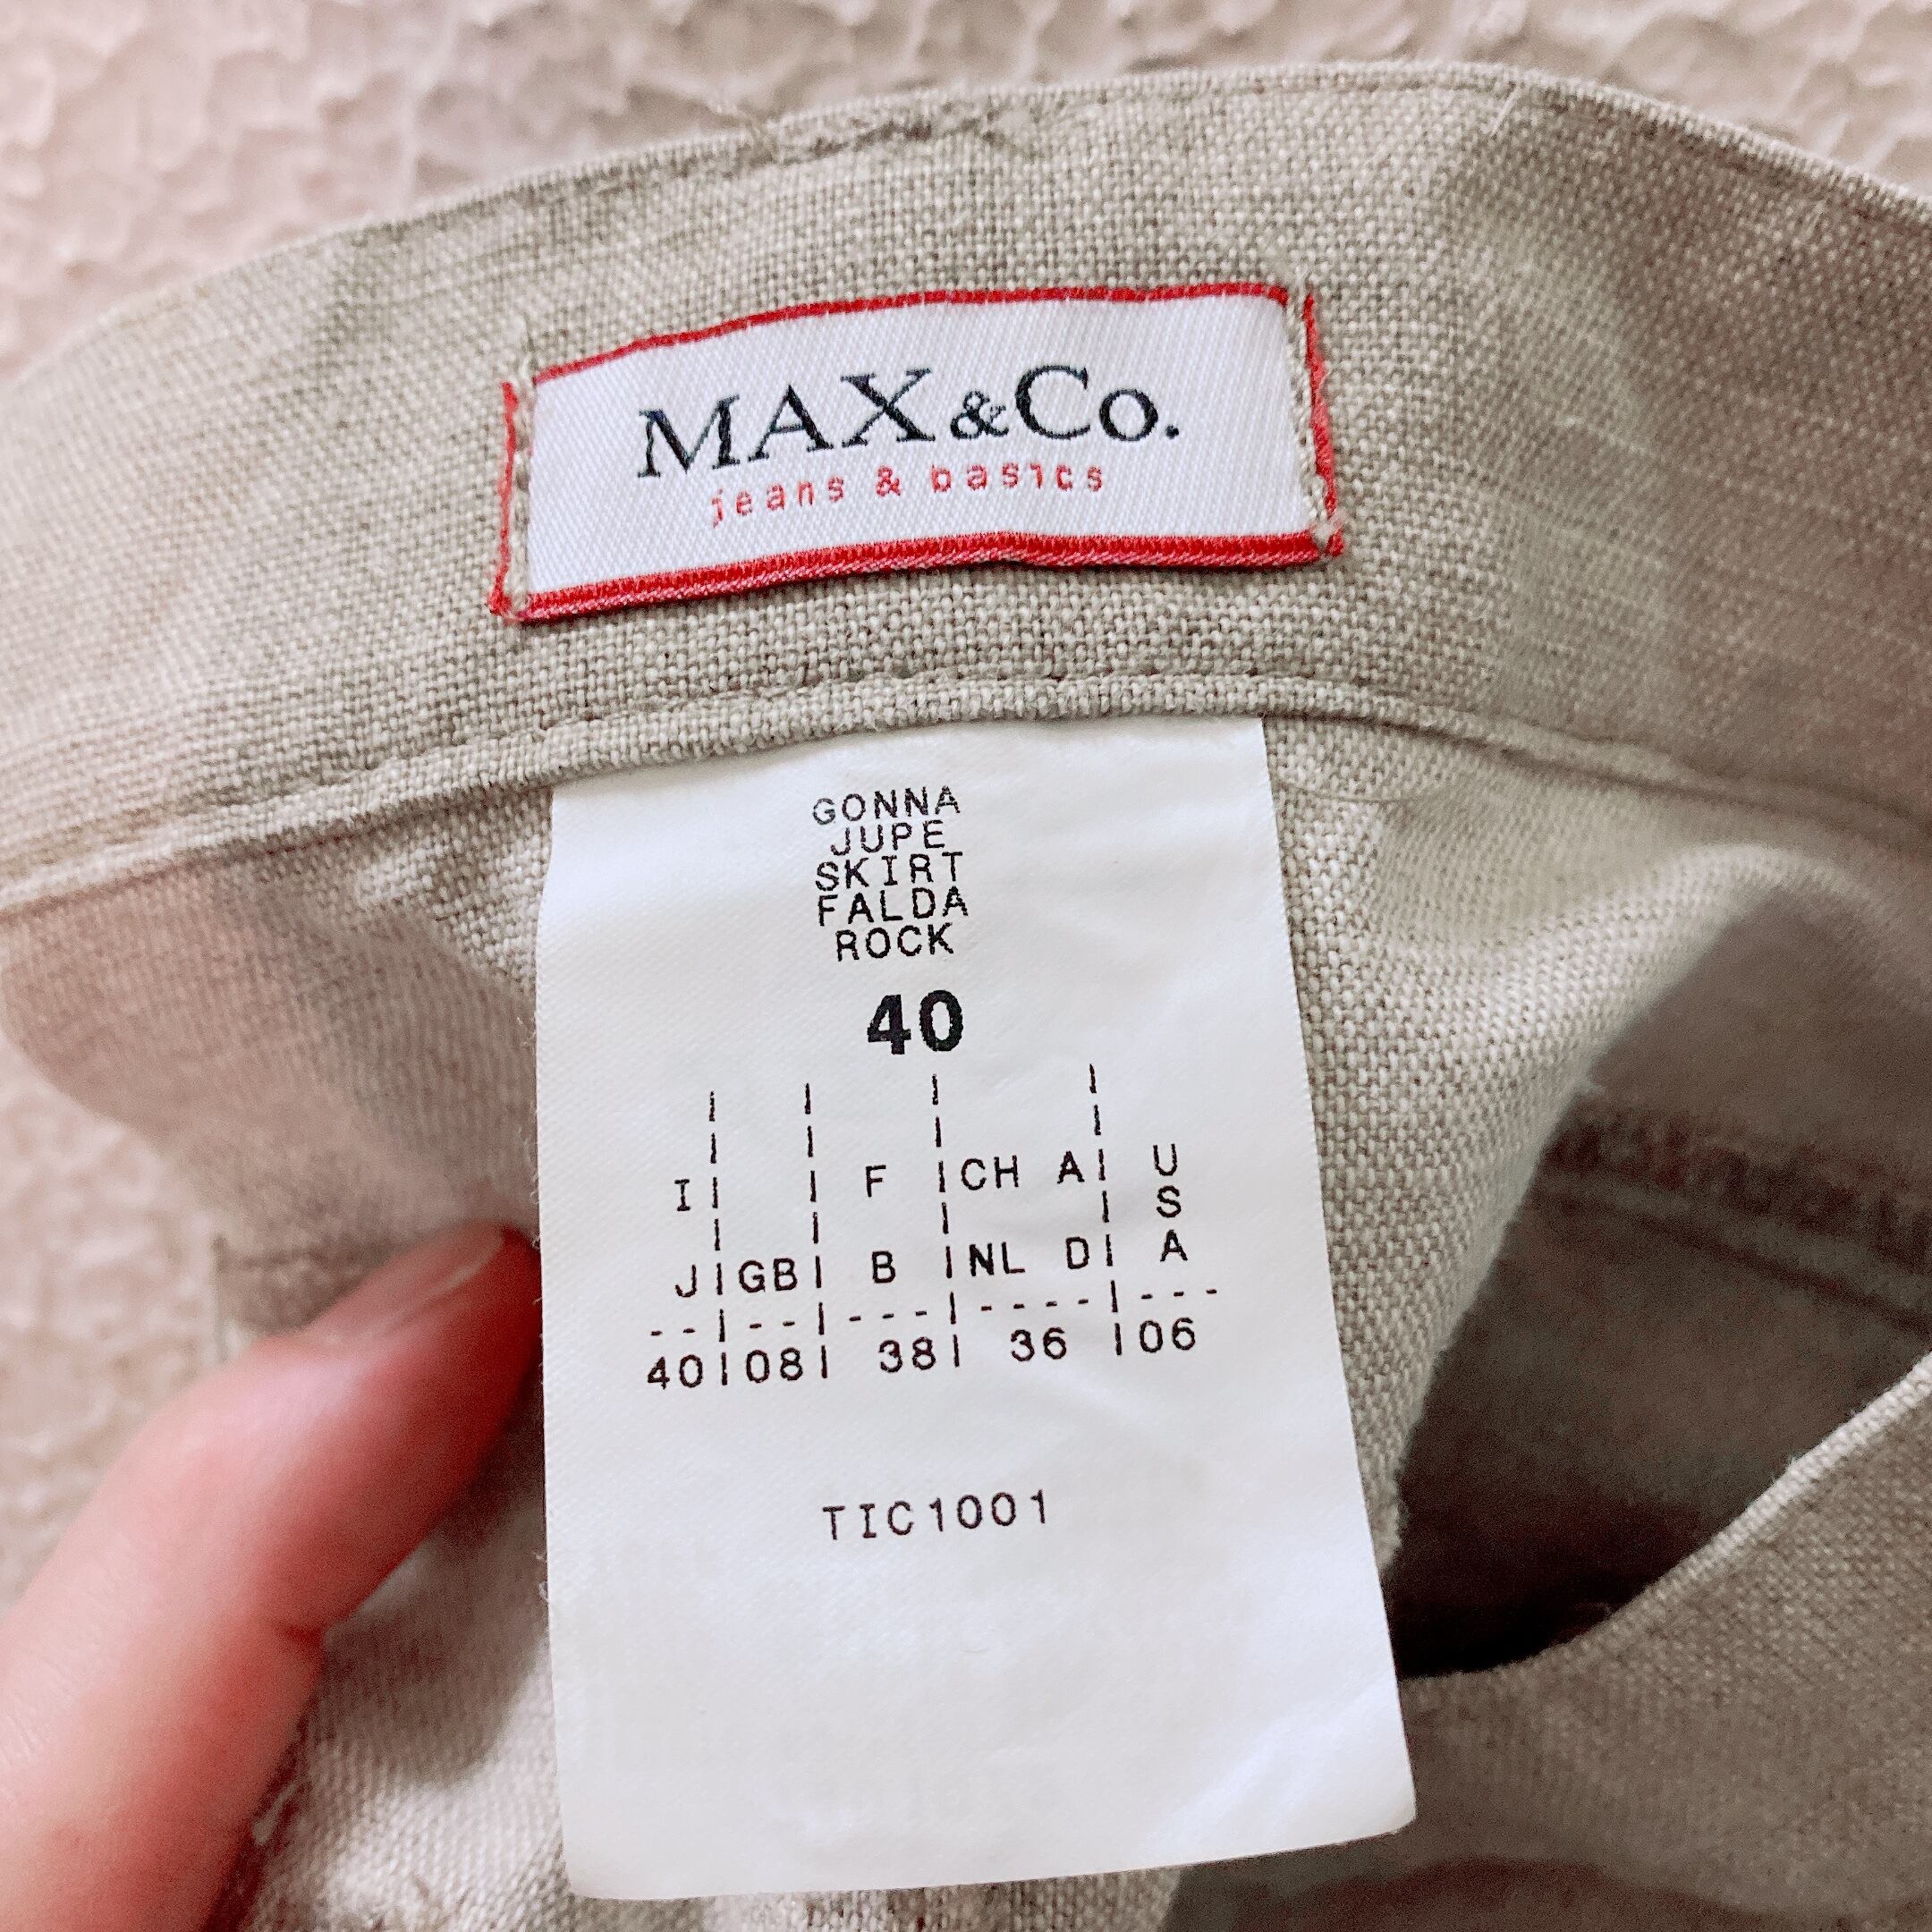 MAX&Co.
jeans & basics
GONNA
JUPE
SKIRT
FALDA
ROCK
40
I F CH A U
S
J GB B NL D A
40 08 38 36 06
TIC1001